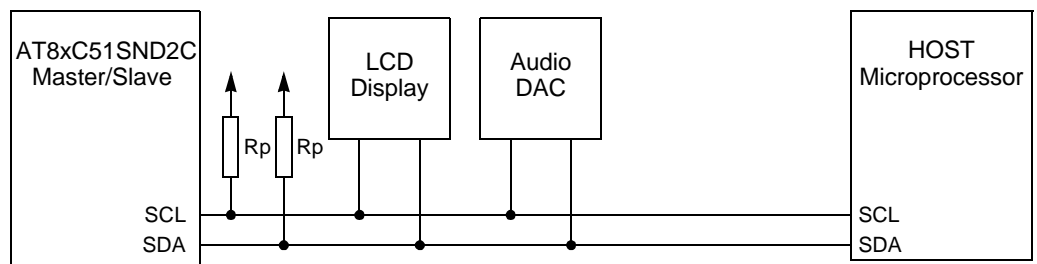 AT8xC51SND2C
Master/Slave
Rp
Rp
SCL
SDA
LCD
Display
Audio
DAC
HOST
Microprocessor
SCL
SDA